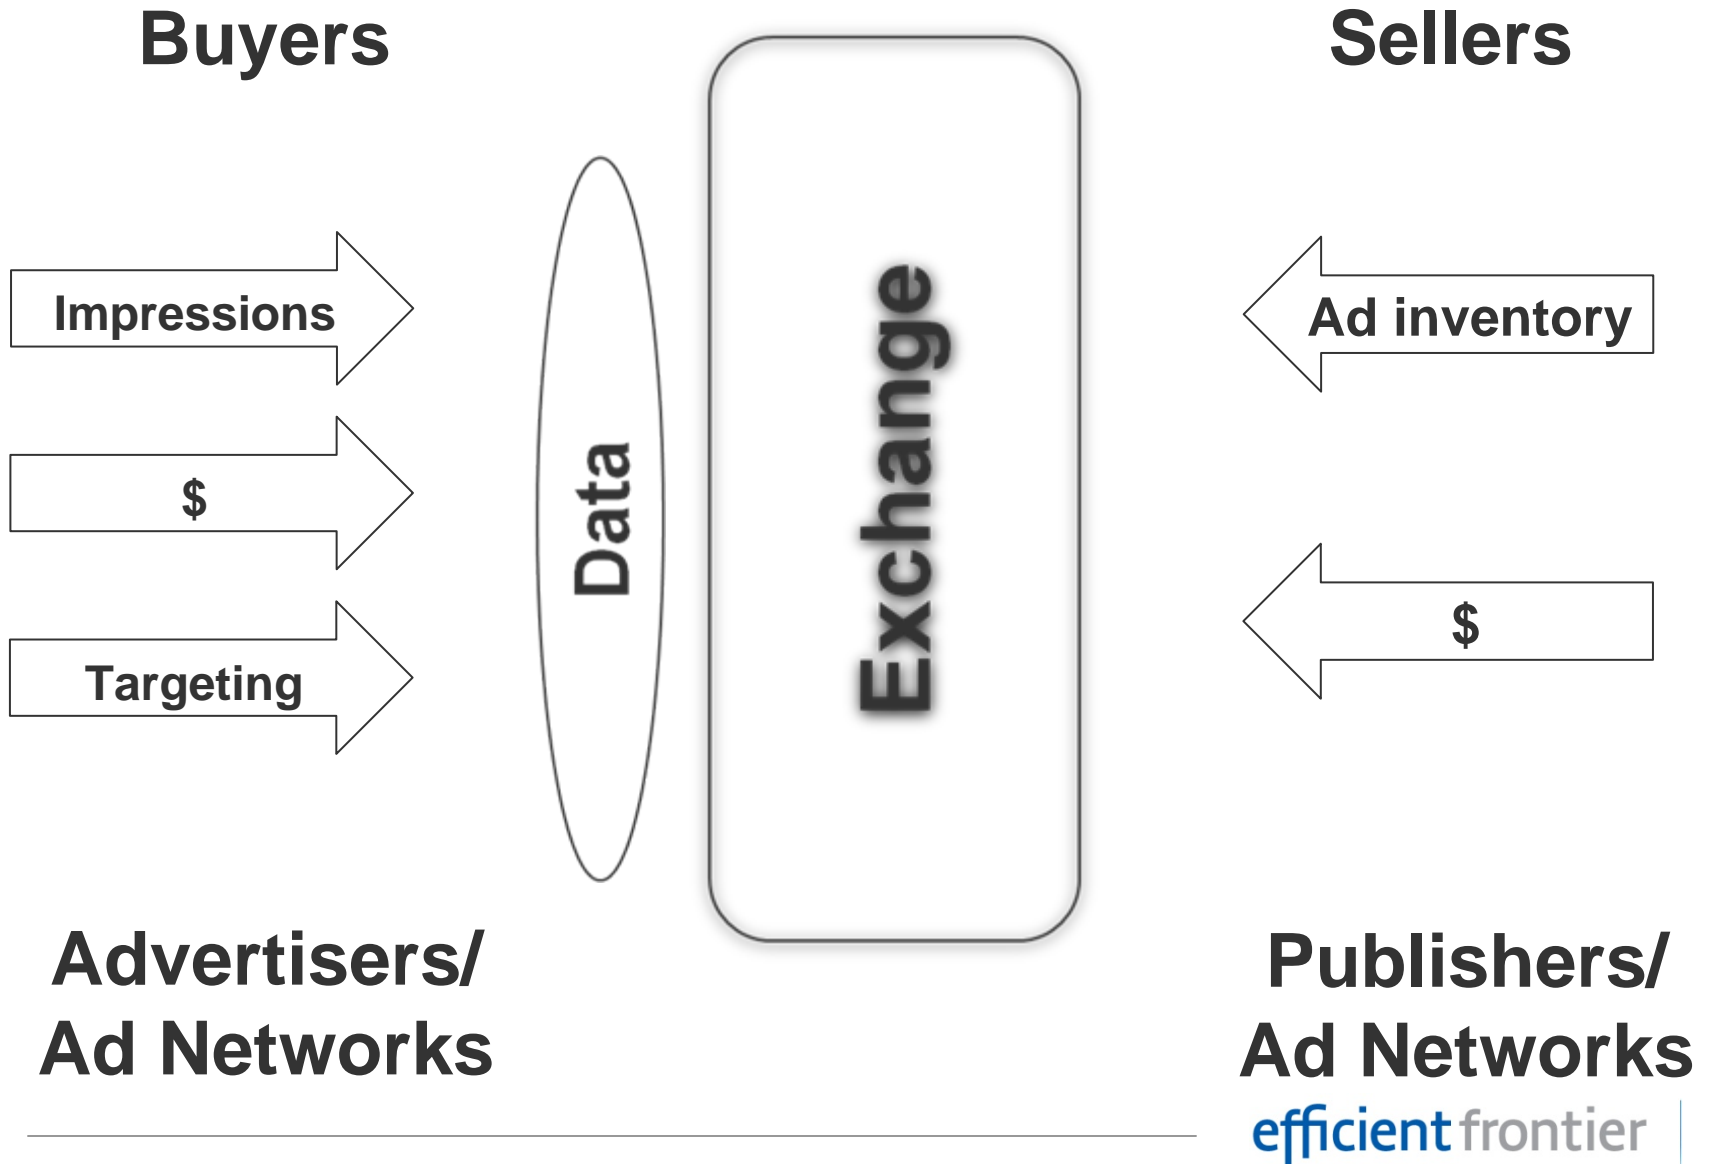 Buyers
Sellers
Impressions
$
Targeting
Data
Exchange
Ad inventory
$
Advertisers/
Ad Networks
Publishers/
Ad Networks
efficient frontier